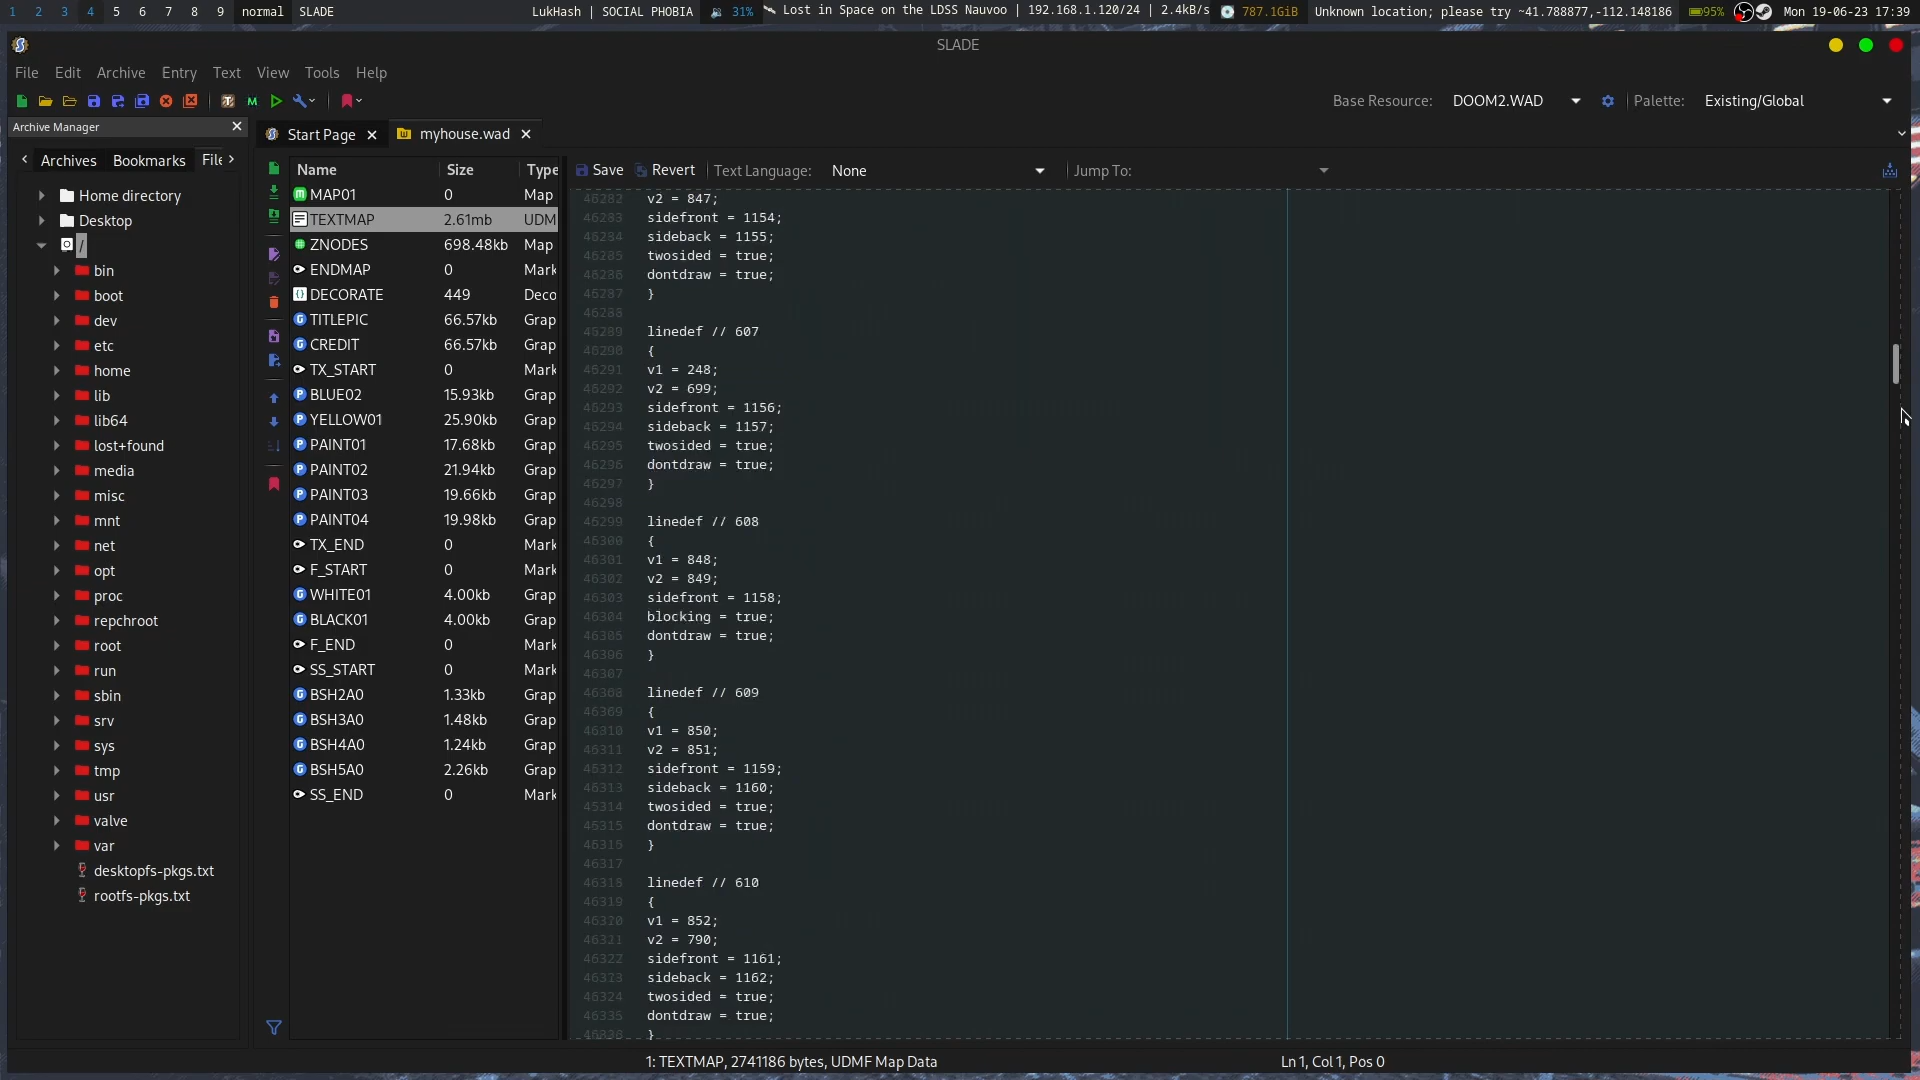 1 2 3 4 5 6 7 8 9 normal SLADE LukHash | SOCIAL PHOBIA 31% Lost in Space on the LDSS Nauvoo | 192.168.1.120/24 | 2.4kB/s 787.1GiB Unknown location; please try ~41.788877,-112.148186 95% Mon 19-06-23 17:39
SLADE
File Edit Archive Entry Text View Tools Help
Base Resource: DOOM2.WAD Palette: Existing/Global
Archive Manager
Start Page myhouse.wad
Archives Bookmarks File
Home directory
Desktop
/
bin
boot
dev
etc
home
lib
lib64
lost+found
media
misc
mnt
net
opt
proc
repchroot
root
run
sbin
srv
sys
tmp
usr
valve
var
desktopfs-pkgs.txt
rootfs-pkgs.txt
Name Size Type
MAP01 0 Map
TEXTMAP 2.61mb UDM
ZNODES 698.48kb Map
ENDMAP 0 Mark
DECORATE 449 Deco
TITLEPIC 66.57kb Grap
CREDIT 66.57kb Grap
TX_START 0 Mark
BLUE02 15.93kb Grap
YELLOW01 25.90kb Grap
PAINT01 17.68kb Grap
PAINT02 21.94kb Grap
PAINT03 19.66kb Grap
PAINT04 19.98kb Grap
TX_END 0 Mark
F_START 0 Mark
WHITE01 4.00kb Grap
BLACK01 4.00kb Grap
F_END 0 Mark
SS_START 0 Mark
BSH2A0 1.33kb Grap
BSH3A0 1.48kb Grap
BSH4A0 1.24kb Grap
BSH5A0 2.26kb Grap
SS_END 0 Mark
Save Revert Text Language: None Jump To:
v2 = 847;
sidefront = 1154;
sideback = 1155;
twosided = true;
dontdraw = true;
}
linedef // 607
{
v1 = 248;
v2 = 699;
sidefront = 1156;
sideback = 1157;
twosided = true;
dontdraw = true;
}
linedef // 608
{
v1 = 848;
v2 = 849;
sidefront = 1158;
blocking = true;
dontdraw = true;
}
linedef // 609
{
v1 = 850;
v2 = 851;
sidefront = 1159;
sideback = 1160;
twosided = true;
dontdraw = true;
}
linedef // 610
{
v1 = 852;
v2 = 790;
sidefront = 1161;
sideback = 1162;
twosided = true;
dontdraw = true;
}
1: TEXTMAP, 2741186 bytes, UDMF Map Data Ln 1, Col 1, Pos 0